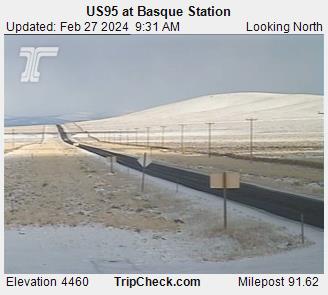 US95 at Basque Station
Updated: Feb 27 2024 9:31 AM Looking North
Elevation 4460 TripCheck.com Milepost 91.62